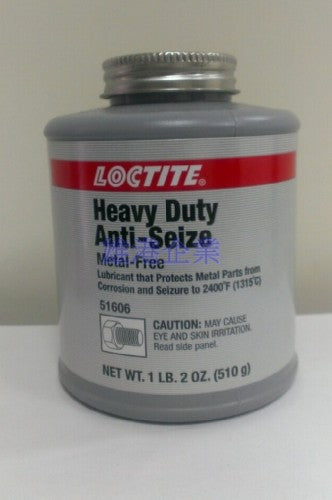 LOCTITE®
Heavy Duty
Anti-Seize
Metal-Free
Lubricant that Protects Metal Parts from
Corrosion and Seizure to 2400°F (1315°C)
51606
CAUTION: MAY CAUSE
EYE AND SKIN IRRITATION.
Read side panel.
NET WT. 1 LB. 2 OZ. (510 g)